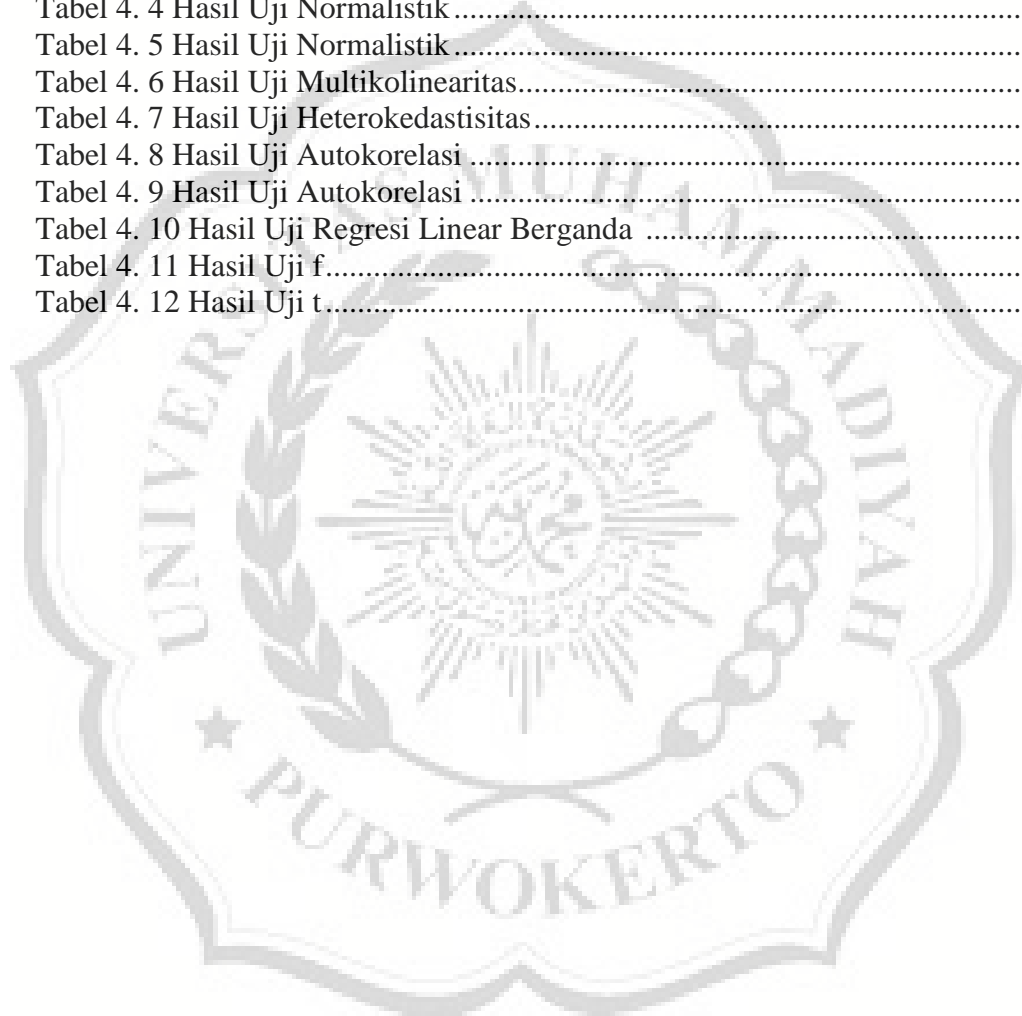 Tabel 4. 4 Hasil Uji Normalistik ........................................................................
Tabel 4. 5 Hasil Uji Normalistik ........................................................................
Tabel 4. 6 Hasil Uji Multikolinearitas................................................................
Tabel 4. 7 Hasil Uji Heterokedastisitas..............................................................
Tabel 4. 8 Hasil Uji Autokorelasi ......................................................................
Tabel 4. 9 Hasil Uji Autokorelasi ......................................................................
Tabel 4. 10 Hasil Uji Regresi Linear Berganda ................................................
Tabel 4. 11 Hasil Uji f........................................................................................
Tabel 4. 12 Hasil Uji t........................................................................................
UNIVERSITAS MUHAMMADIYAH
★ PURWOKERTO ★